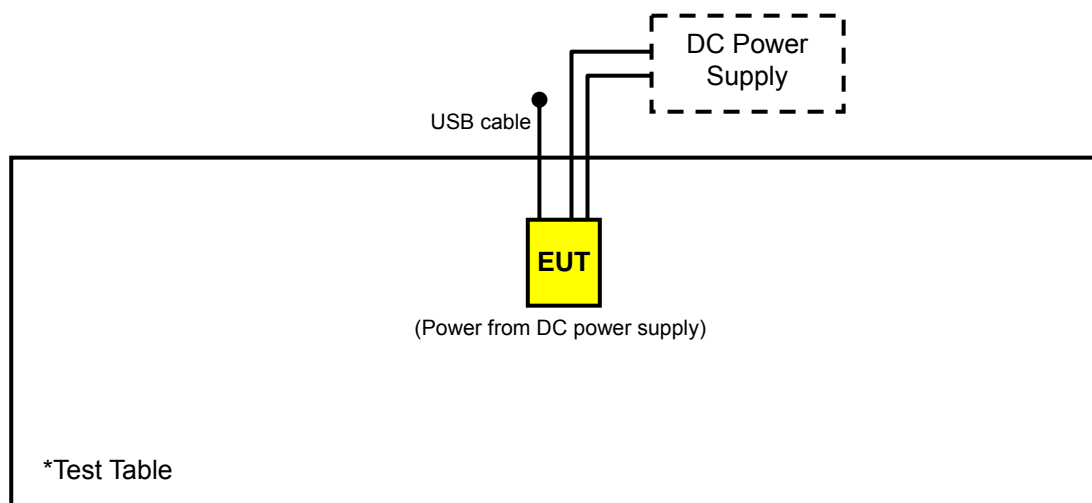 DC Power
Supply
USB cable
EUT
(Power from DC power supply)
*Test Table